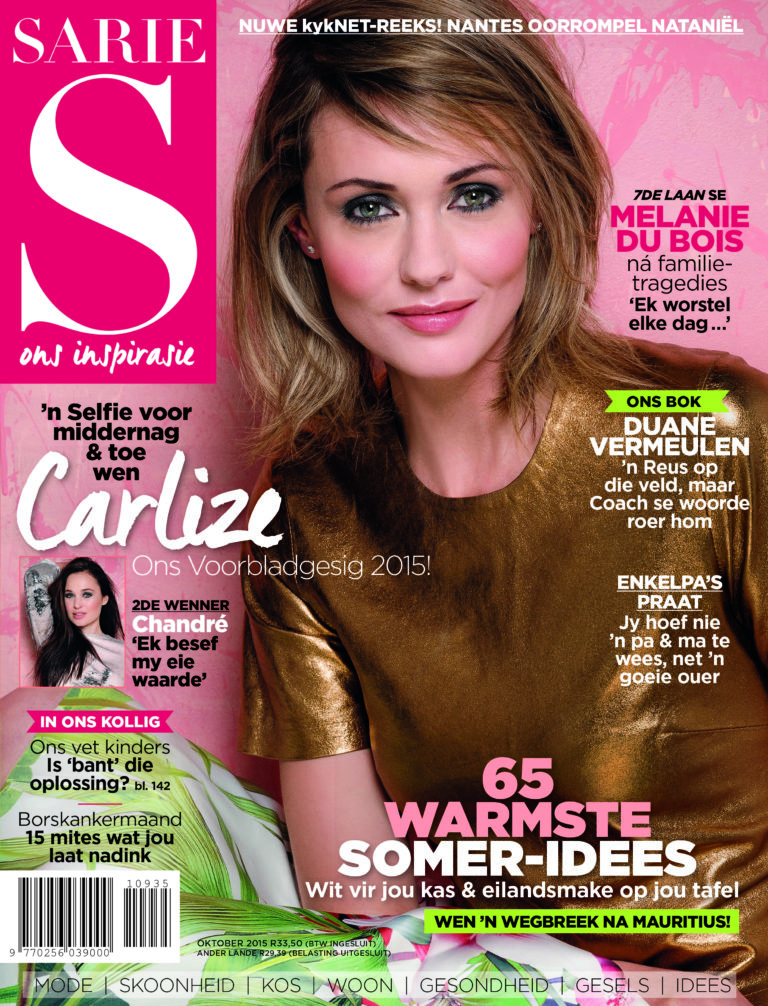 SARIE
S
ons inspirasie
NUWE kykNET-REEKS! NANTES OORROMPEL NATANIËL
7DE LAAN SE
MELANIE
DU BOIS
ná familie-
tragedies
‘Ek worstel
elke dag ...’
ONS BOK
DUANE
VERMEULEN
’n Reus op
die veld, maar
Coach se woorde
roer hom
ENKELPA’S
PRAAT
Jy hoef nie
’n pa & ma te
wees, net ’n
goeie ouer
’n Selfie voor
middernag
& toe
wen
Carlize
Ons Voorbladgesig 2015!
2DE WENNER
Chandré
‘Ek besef
my eie
waarde’
IN ONS KOLLIG
Ons vet kinders
Is ‘bant’ die
oplossing? bl. 142
Borskankermaand
15 mites wat jou
laat nadink
65
WARMSTE
SOMER-IDEES
Wit vir jou kas & eilandsmake op jou tafel
WEN ’N WEGBREEK NA MAURITIUS!
10935
9 770256 039000
OKTOBER 2015 R33,50 (BTW INGESLUIT)
ANDER LANDE R29,39 (BELASTING UITGESLUIT)
MODE | SKOONHEID | KOS | WOON | GESONDHEID | GESELS | IDEES